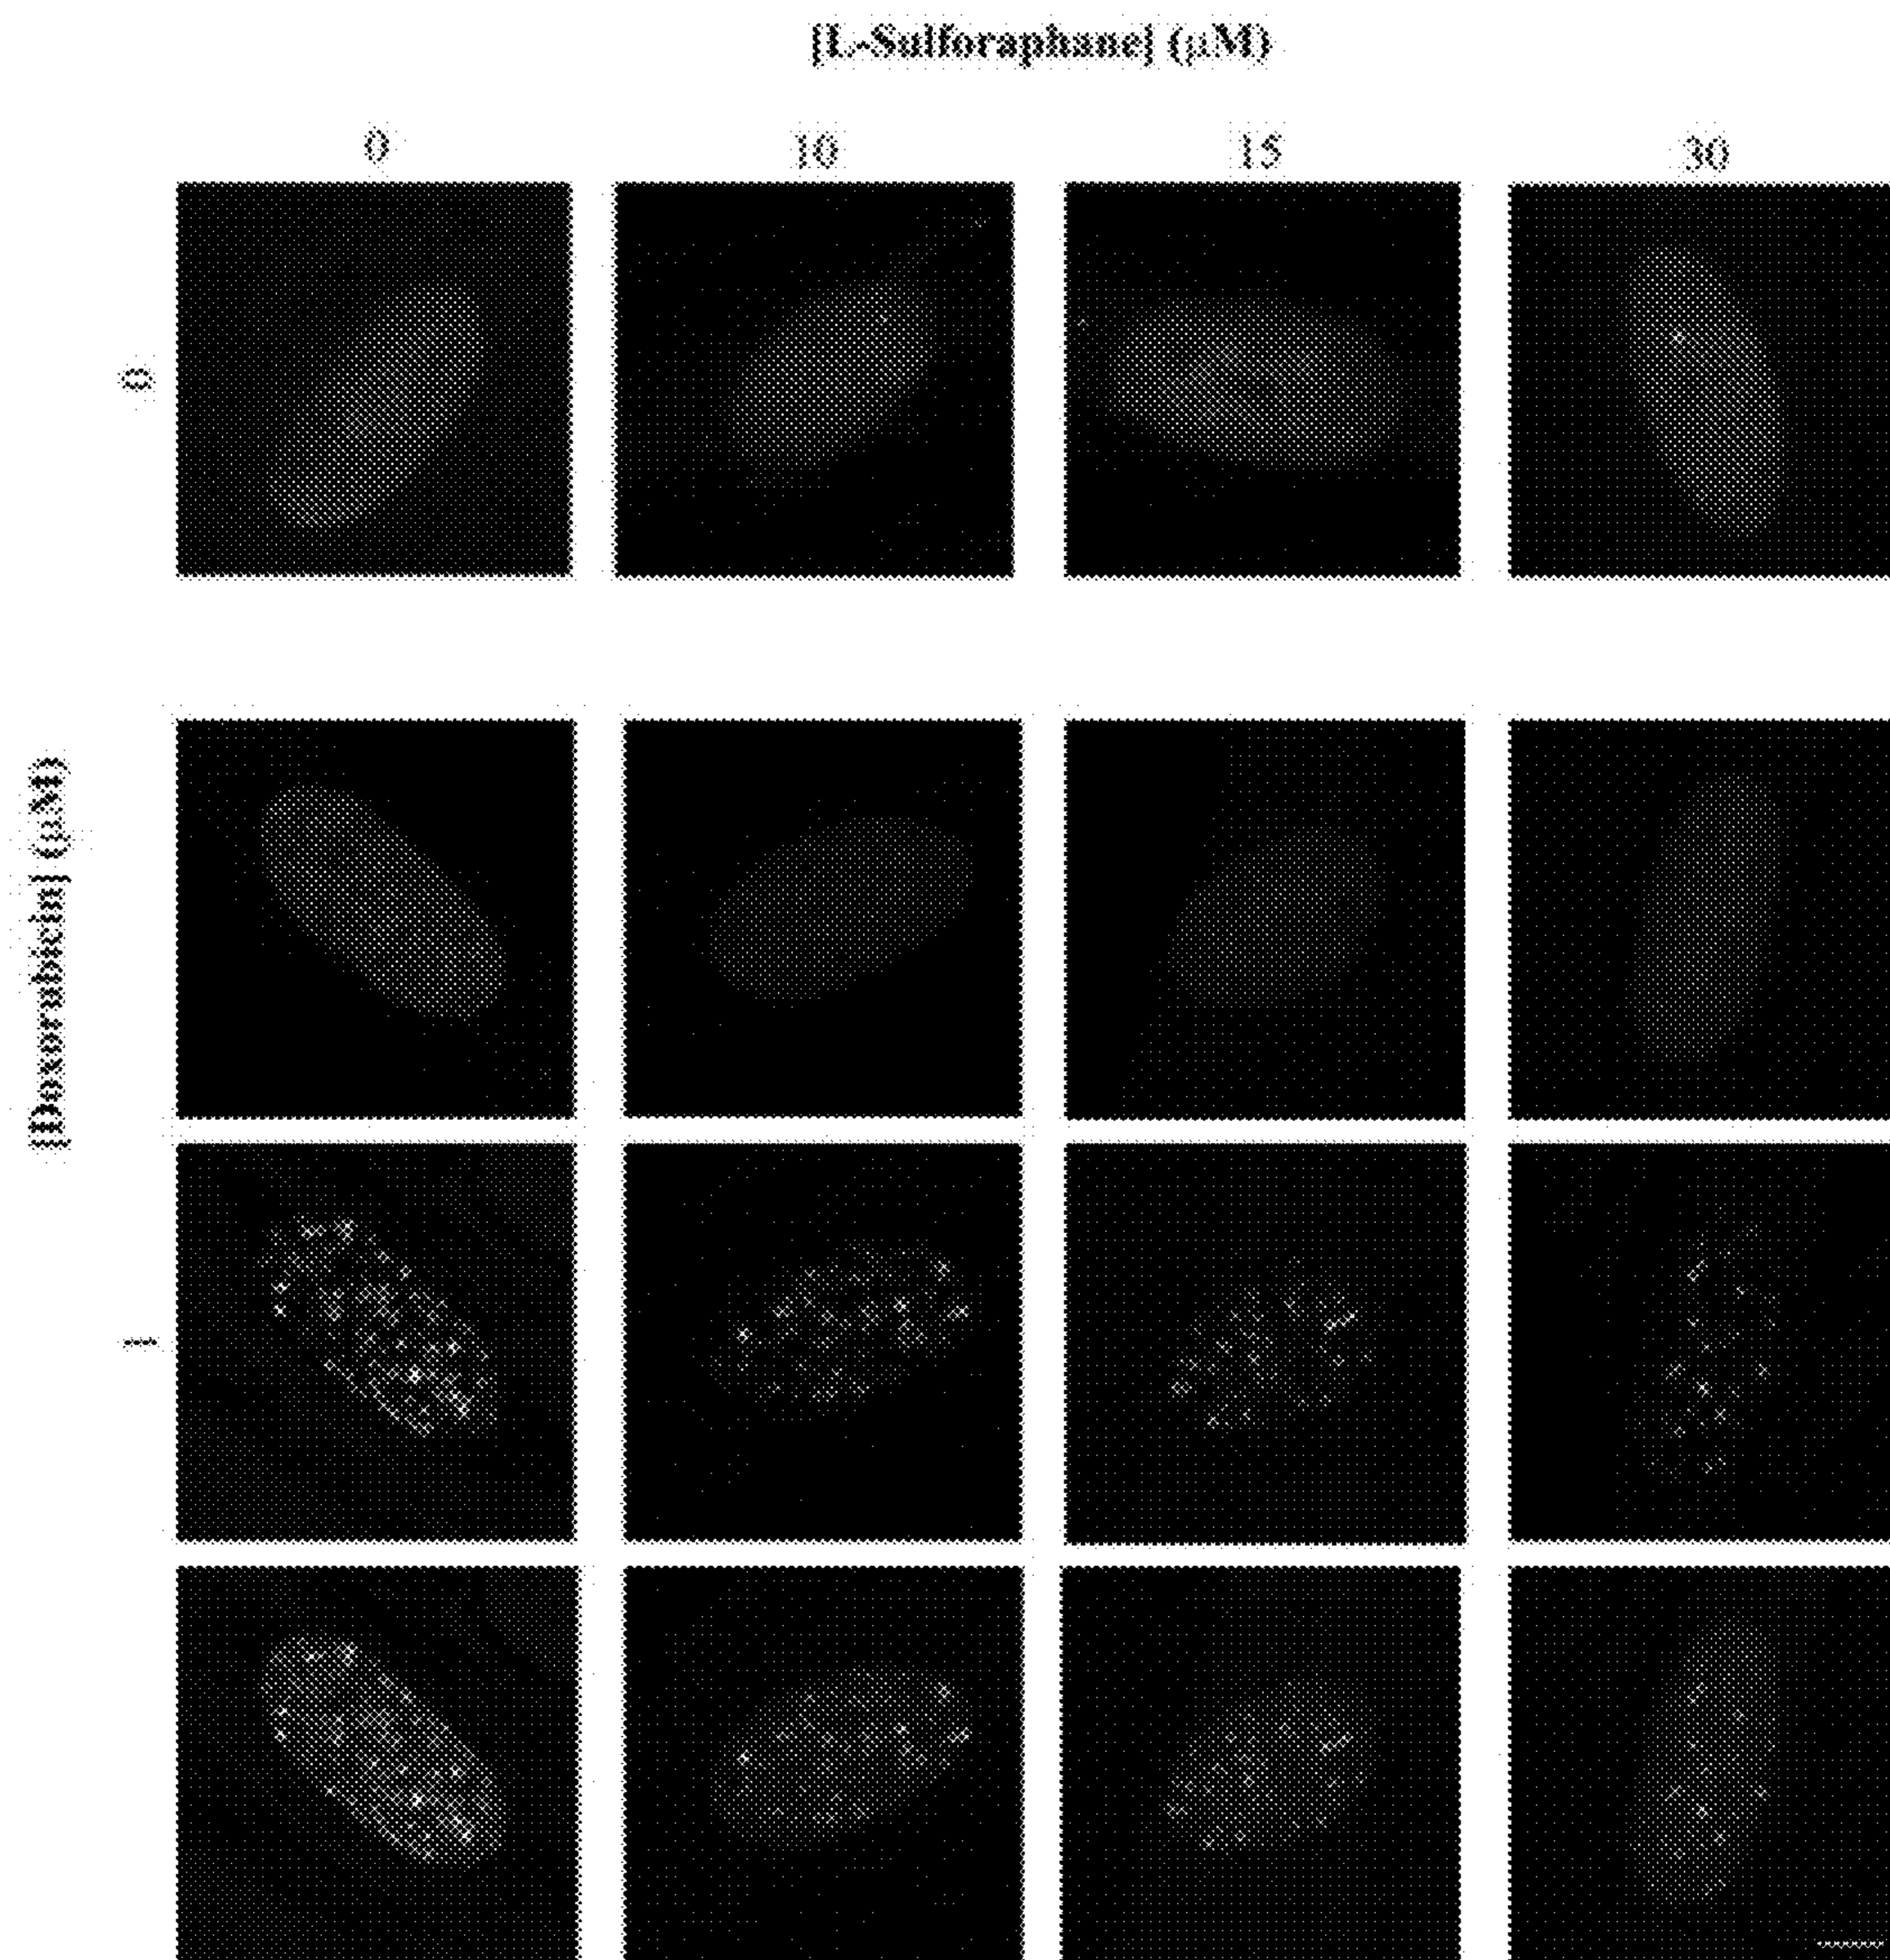 [L-Sulforaphane] (μM)
0 10 15 30
0
[Doxorubicin] (μM)
1